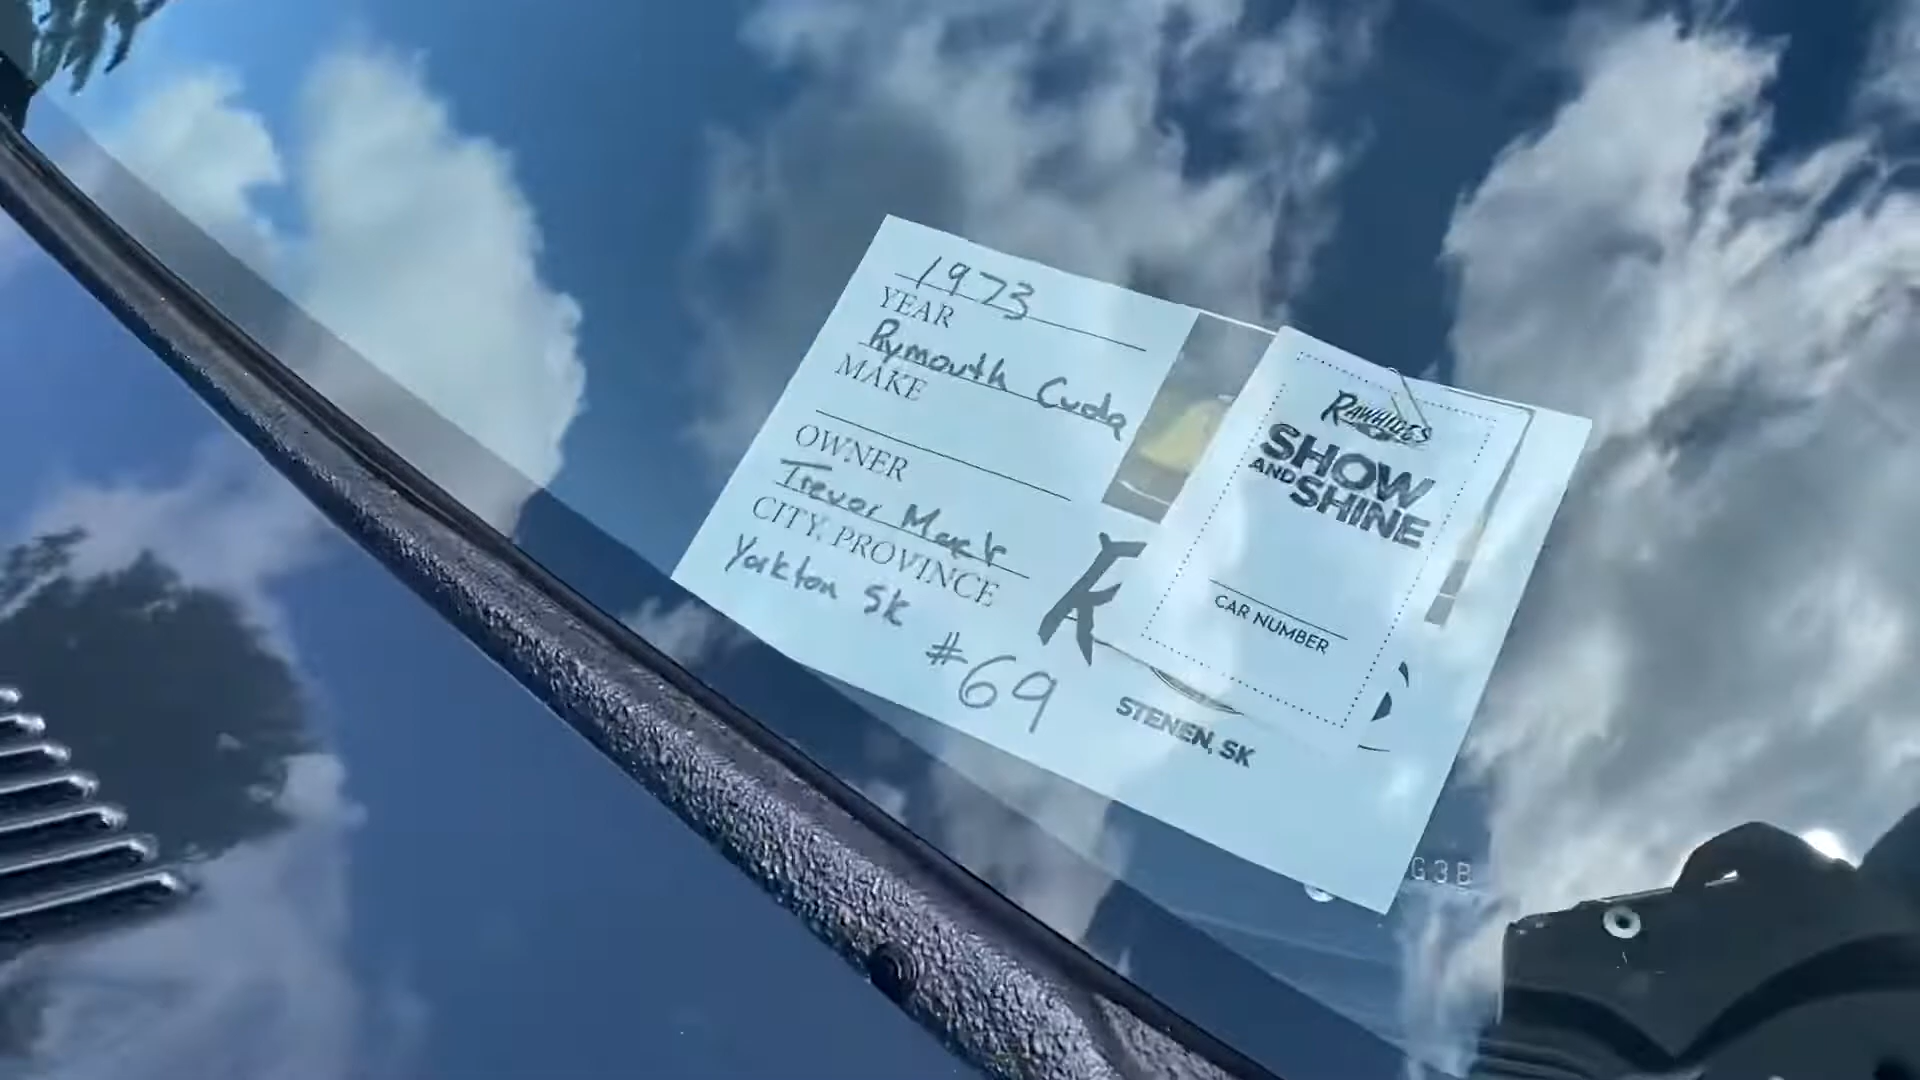 1973
YEAR
Plymouth Cuda
MAKE
OWNER
Trevor Mack
CITY, PROVINCE
Yorkton SK
#69
RAWHIDES
SHOW
AND SHINE
CAR NUMBER
R
STENEN, SK
G3B